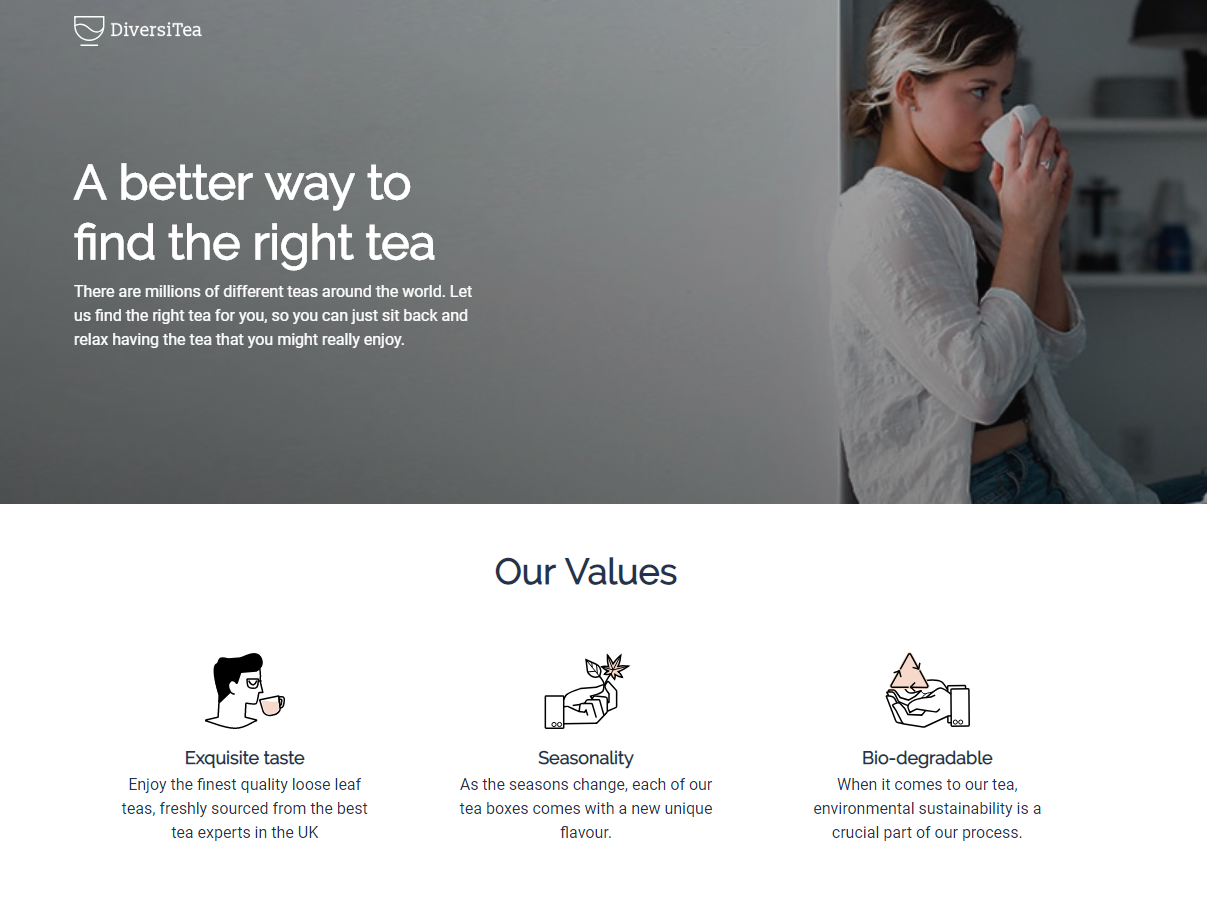 DiversiTea
A better way to
find the right tea
There are millions of different teas around the world. Let
us find the right tea for you, so you can just sit back and
relax having the tea that you might really enjoy.
Our Values
Exquisite taste
Enjoy the finest quality loose leaf
teas, freshly sourced from the best
tea experts in the UK
Seasonality
As the seasons change, each of our
tea boxes comes with a new unique
flavour.
Bio-degradable
When it comes to our tea,
environmental sustainability is a
crucial part of our process.